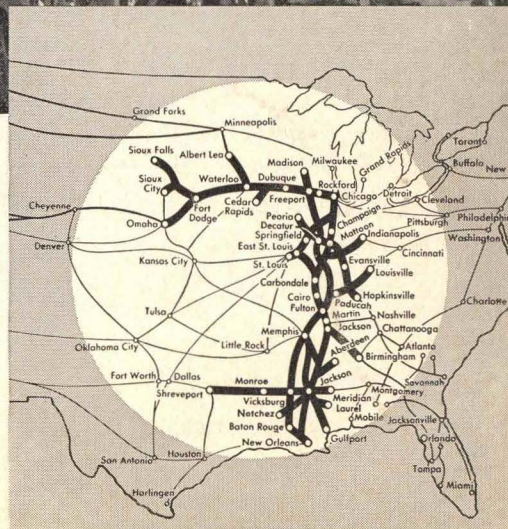 Grand Forks
Minneapolis
Toronto
Buffalo
New
Sioux Falls
Albert Lea
Madison
Milwaukee
Grand Rapids
Sioux
City
Waterloo
Dubuque
Rockford
Chicago
Detroit
Cleveland
Cheyenne
Omaha
Fort
Dodge
Cedar
Rapids
Freeport
Champaign
Pittsburgh
Philadelphia
Washington
Denver
Peoria
Decatur
Springfield
Mattoon
Indianapolis
Cincinnati
Kansas City
East St. Louis
St. Louis
Evansville
Louisville
Carbondale
Cairo
Fulton
Paducah
Hopkinsville
Tulsa
Martin
Nashville
Charlotte
Oklahoma City
Little Rock
Memphis
Jackson
Chattanooga
Aberdeen
Birmingham
Atlanta
Fort Worth
Dallas
Shreveport
Monroe
Vicksburg
Jackson
Meridian
Laurel
Montgomery
Savannah
Natchez
Baton Rouge
New Orleans
Gulfport
Mobile
Jacksonville
San Antonio
Houston
Orlando
Tampa
Miami
Harlingen